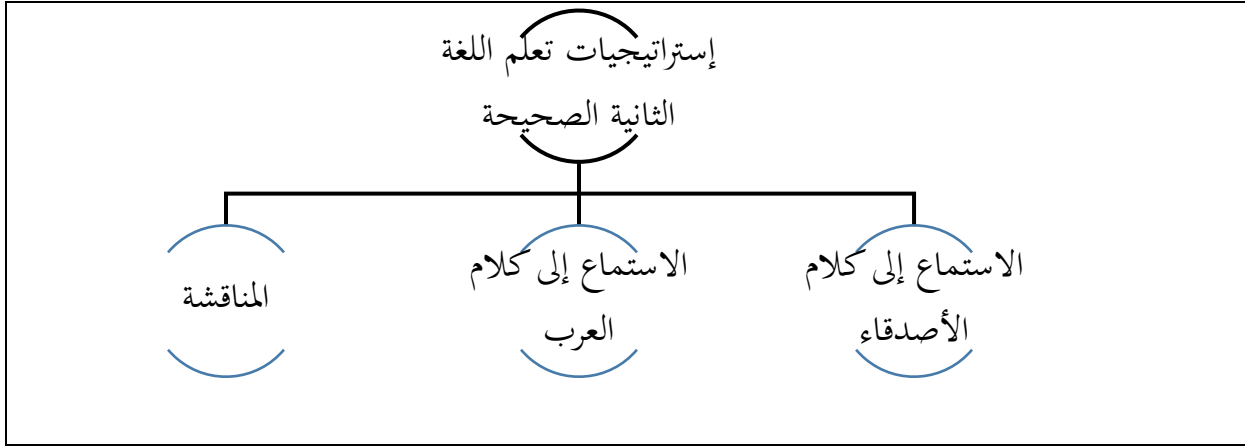 إستراتيجيات تعلم اللغة
الثانية الصحيحة
الاستماع إلى كلام
الأصدقاء
الاستماع إلى كلام
العرب
المناقشة